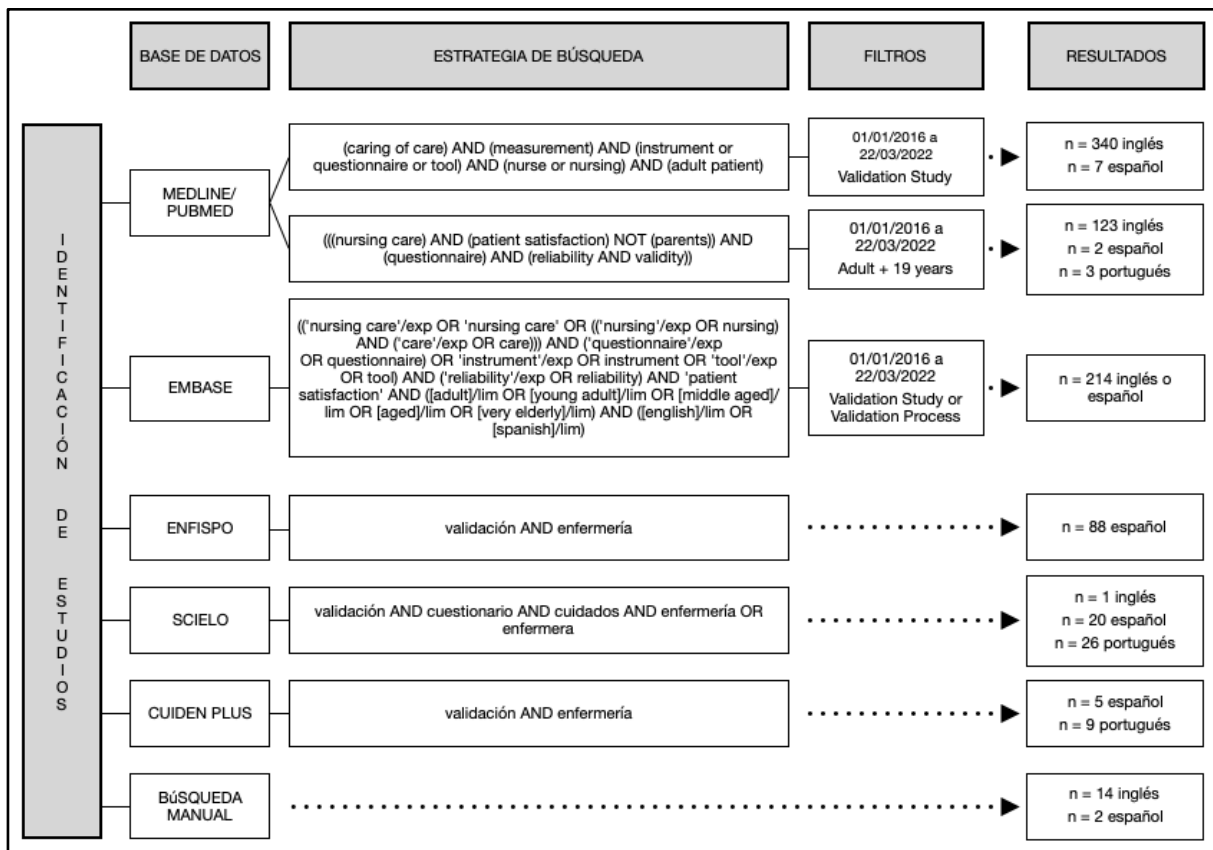 BASE DE DATOS
ESTRATEGIA DE BÚSQUEDA
FILTROS
RESULTADOS
IDENTIFICACIÓN DE ESTUDIOS
MEDLINE/
PUBMED
(caring of care) AND (measurement) AND (instrument or
questionnaire or tool) AND (nurse or nursing) AND (adult patient)
01/01/2016 a
22/03/2022
Validation Study
n = 340 inglés
n = 7 español
(((nursing care) AND (patient satisfaction) NOT (parents)) AND
(questionnaire) AND (reliability AND validity))
01/01/2016 a
22/03/2022
Adult + 19 years
n = 123 inglés
n = 2 español
n = 3 portugués
EMBASE
(('nursing care'/exp OR 'nursing care' OR (('nursing'/exp OR nursing)
AND ('care'/exp OR care))) AND ('questionnaire'/exp
OR questionnaire) OR 'instrument'/exp OR instrument OR 'tool'/exp
OR tool) AND ('reliability'/exp OR reliability) AND 'patient
satisfaction' AND ([adult]/lim OR [young adult]/lim OR [middle aged]/
lim OR [aged]/lim OR [very elderly]/lim) AND ([english]/lim OR
[spanish]/lim)
01/01/2016 a
22/03/2022
Validation Study or
Validation Process
n = 214 inglés o
español
ENFISPO
validación AND enfermería
n = 88 español
SCIELO
validación AND cuestionario AND cuidados AND enfermería OR
enfermera
n = 1 inglés
n = 20 español
n = 26 portugués
CUIDEN PLUS
validación AND enfermería
n = 5 español
n = 9 portugués
BúSQUEDA
MANUAL
n = 14 inglés
n = 2 español